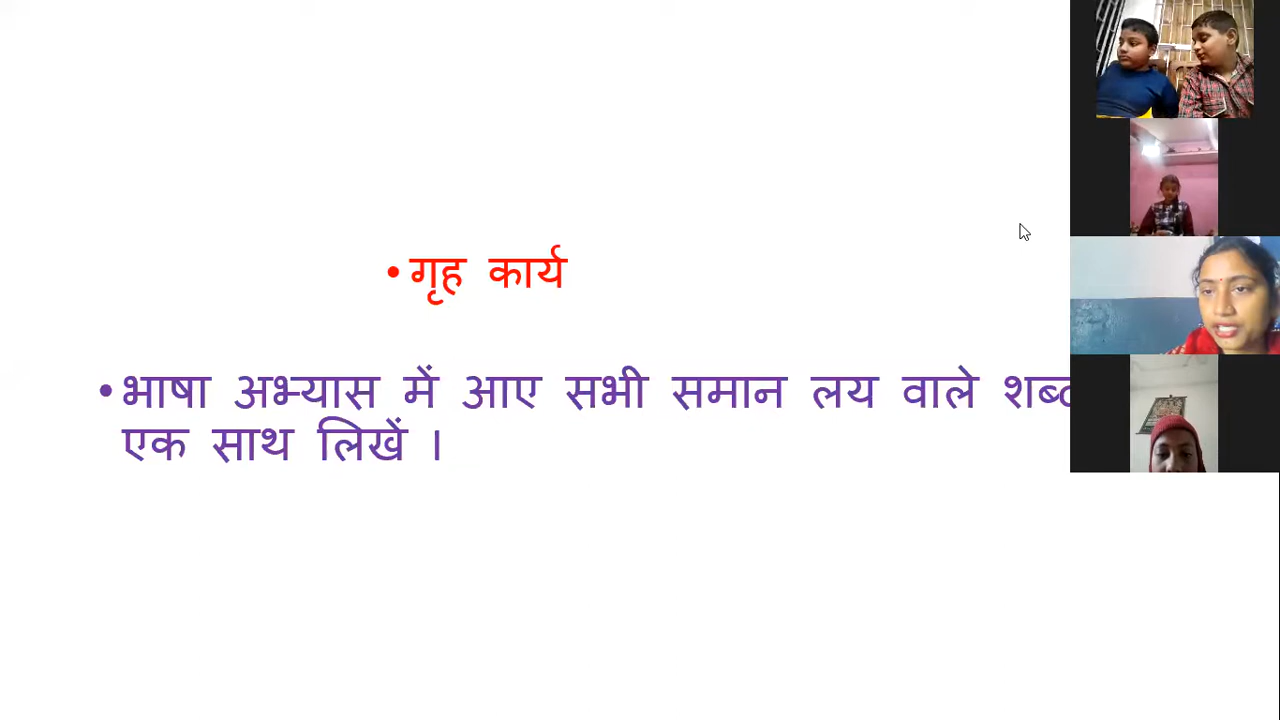 • गृह कार्य
• भाषा अभ्यास में आए सभी समान लय वाले
एक साथ लिखें ।